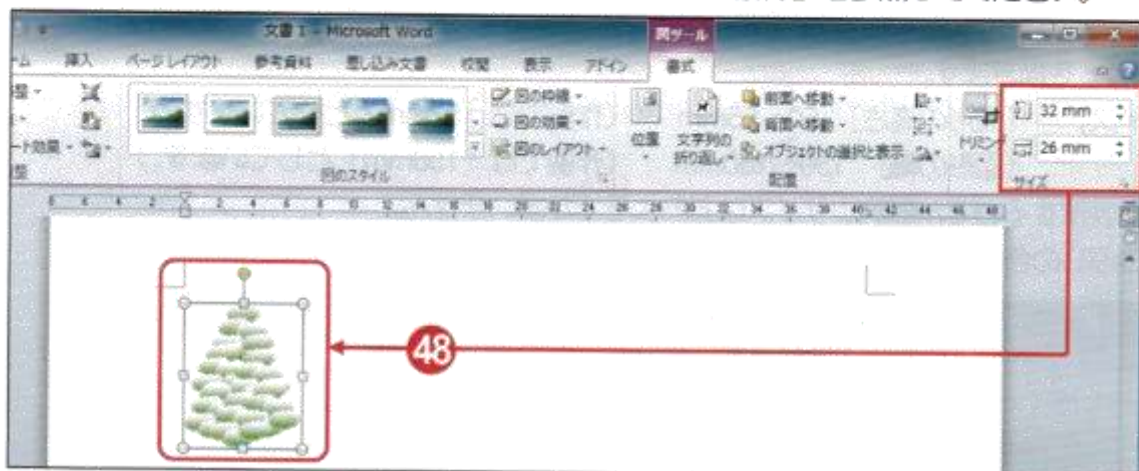 文書 1 - Microsoft Word
図ツール
挿入 ページ レイアウト 参考資料 差し込み文書 校閲 表示 アドイン 書式
図の枠線
図の効果
図のレイアウト
図のスタイル
位置
文字列の
折り返し
前面へ移動
背面へ移動
オブジェクトの選択と表示
配置
トリミング
32 mm
26 mm
サイズ
48